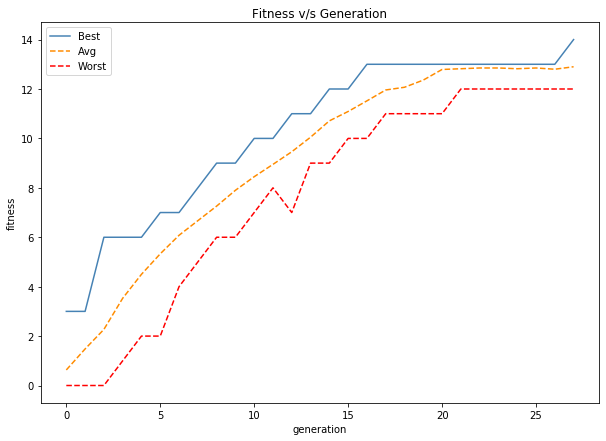 Fitness v/s Generation
Best
Avg
Worst
14
12
10
8
6
4
2
0
fitness
0 5 10 15 20 25
generation